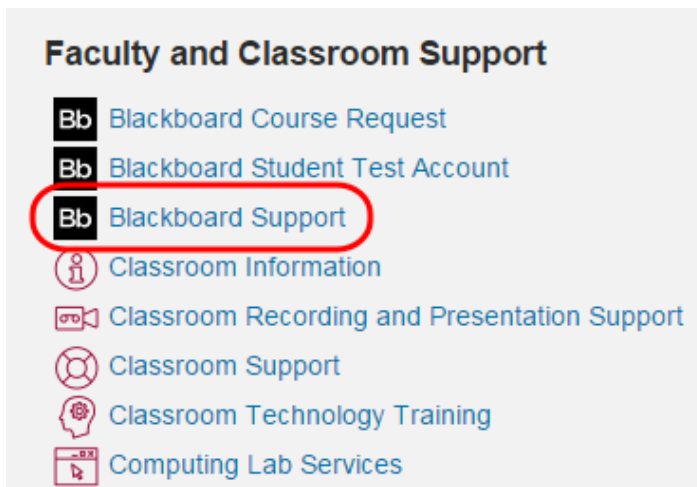 Faculty and Classroom Support
Bb Blackboard Course Request
Bb Blackboard Student Test Account
Bb Blackboard Support
Classroom Information
Classroom Recording and Presentation Support
Classroom Support
Classroom Technology Training
Computing Lab Services